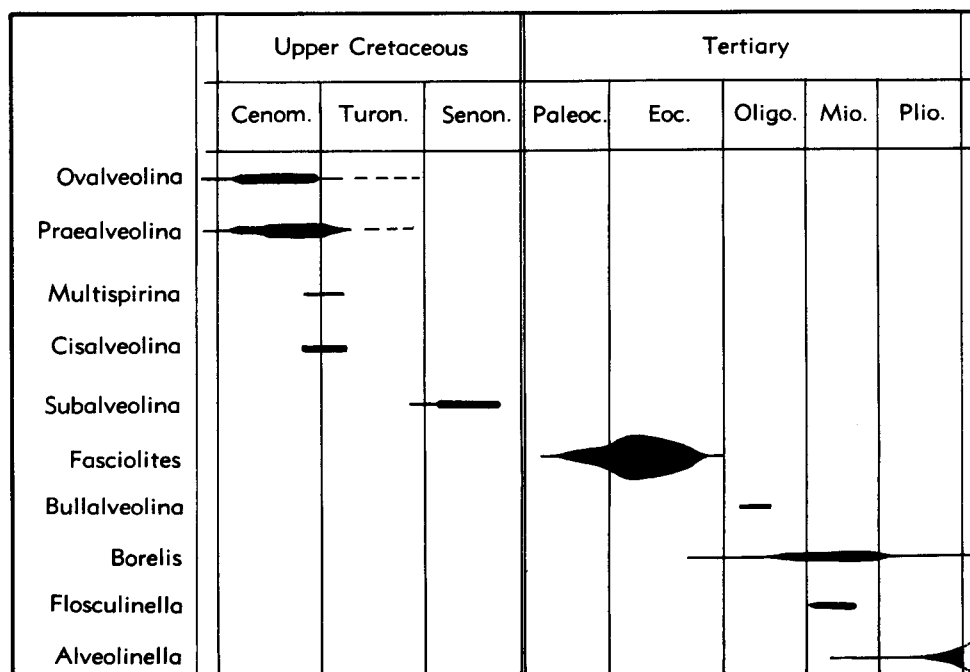 Upper Cretaceous Tertiary
Cenom. Turon. Senon. Paleoc. Eoc. Oligo. Mio. Plio.
Ovalveolina
Praealveolina
Multispirina
Cisalveolina
Subalveolina
Fasciolites
Bullalveolina
Borelis
Flosculinella
Alveolinella